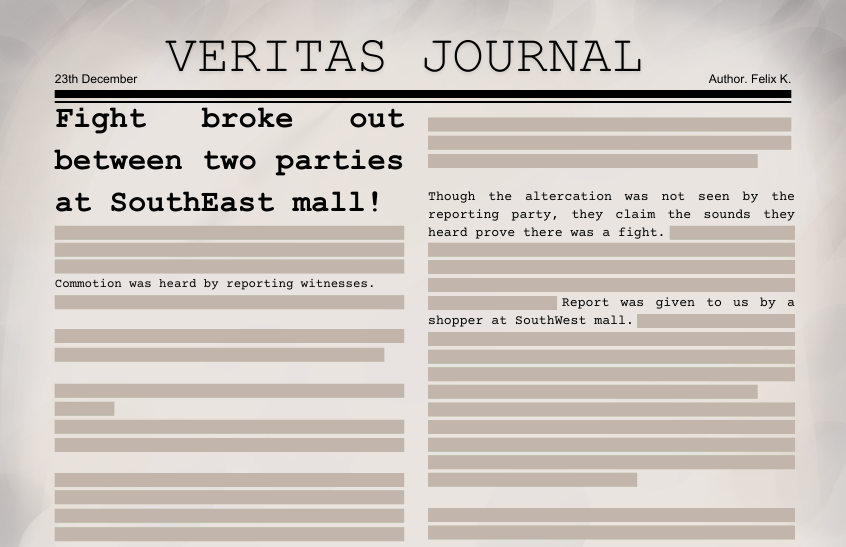 VERITAS JOURNAL
23th December
Author. Felix K.
Fight broke out
between two parties
at SouthEast mall!
Commotion was heard by reporting witnesses.
Though the altercation was not seen by the
reporting party, they claim the sounds they
heard prove there was a fight.
Report was given to us by a
shopper at SouthWest mall.